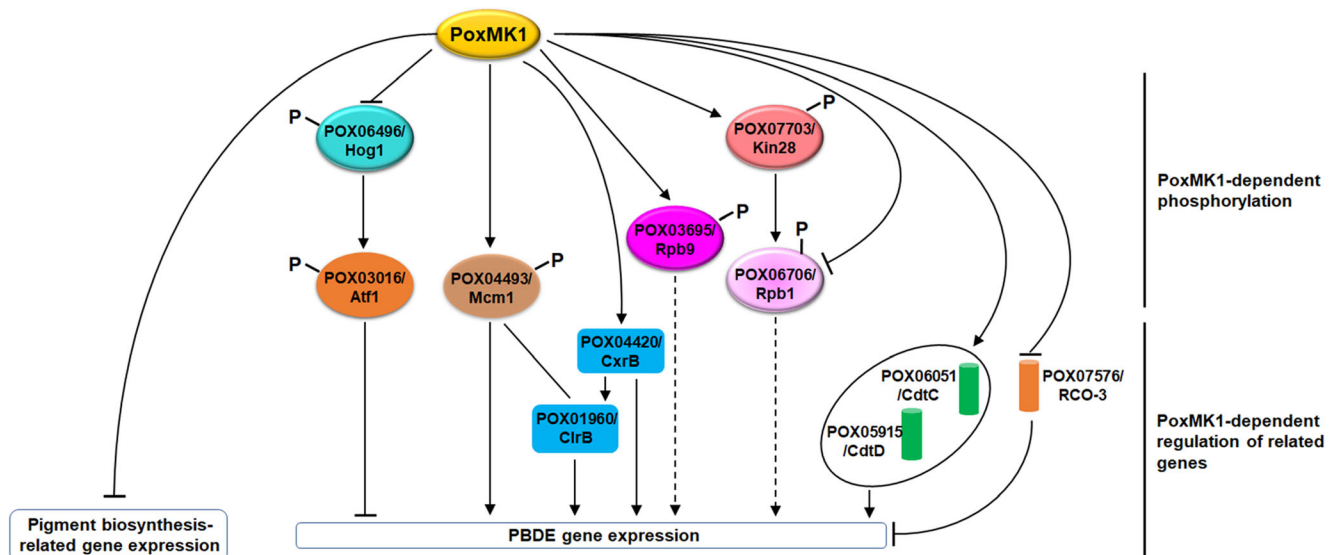 PoxMK1
P
POX06496/
Hog1
P
POX07703/
Kin28
PoxMK1-dependent
phosphorylation
P
POX03695/
Rpb9
P
POX06706/
Rpb1
P
POX03016/
Atf1
P
POX04493/
Mcm1
POX04420/
CxrB
POX01960/
ClrB
POX06051
/CdtC
POX05915
/CdtD
POX07576/
RCO-3
PoxMK1-dependent
regulation of related
genes
Pigment biosynthesis-
related gene expression
PBDE gene expression